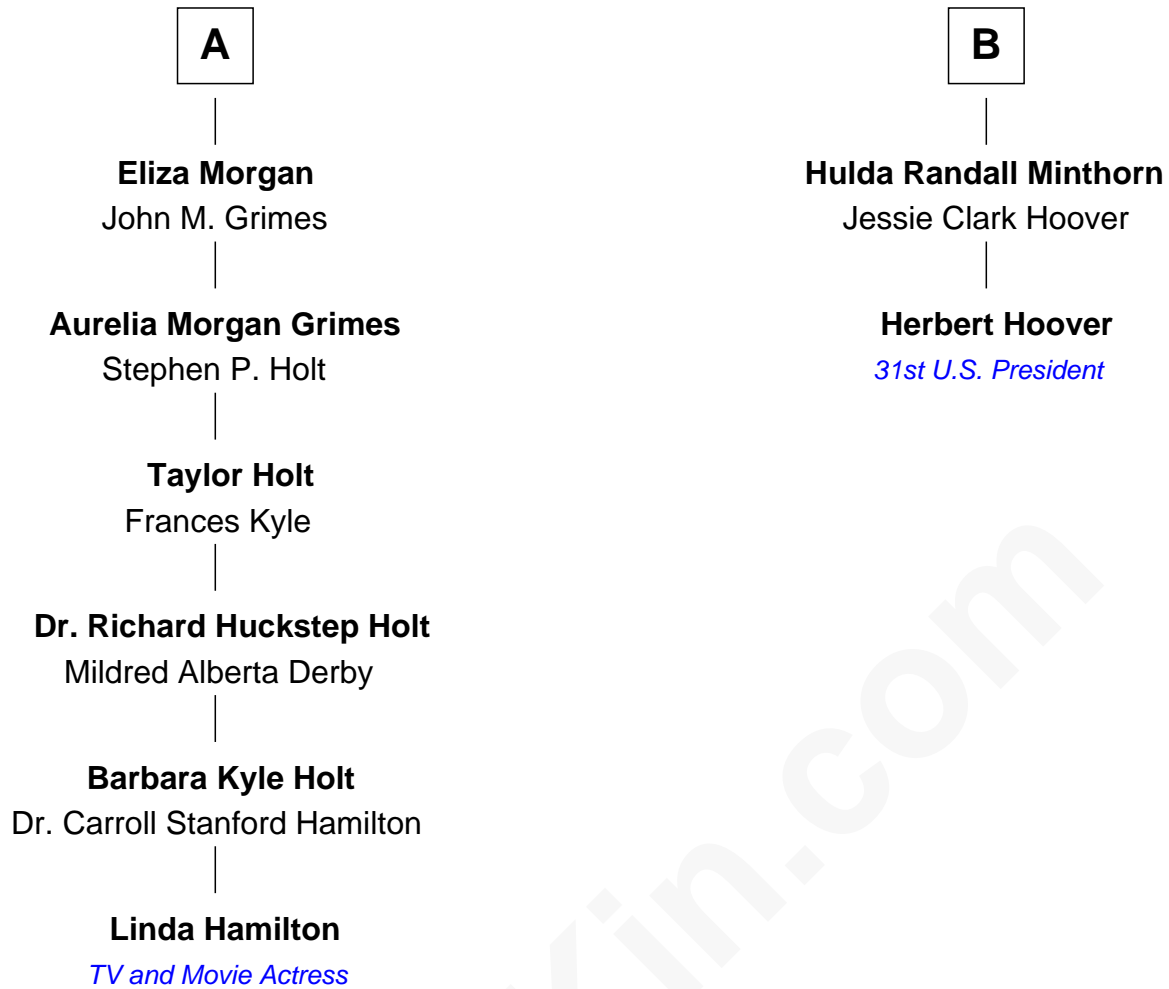 A
Eliza Morgan
John M. Grimes
Aurelia Morgan Grimes
Stephen P. Holt
Taylor Holt
Frances Kyle
Dr. Richard Huckstep Holt
Mildred Alberta Derby
Barbara Kyle Holt
Dr. Carroll Stanford Hamilton
Linda Hamilton
TV and Movie Actress
B
Hulda Randall Minthorn
Jessie Clark Hoover
Herbert Hoover
31st U.S. President